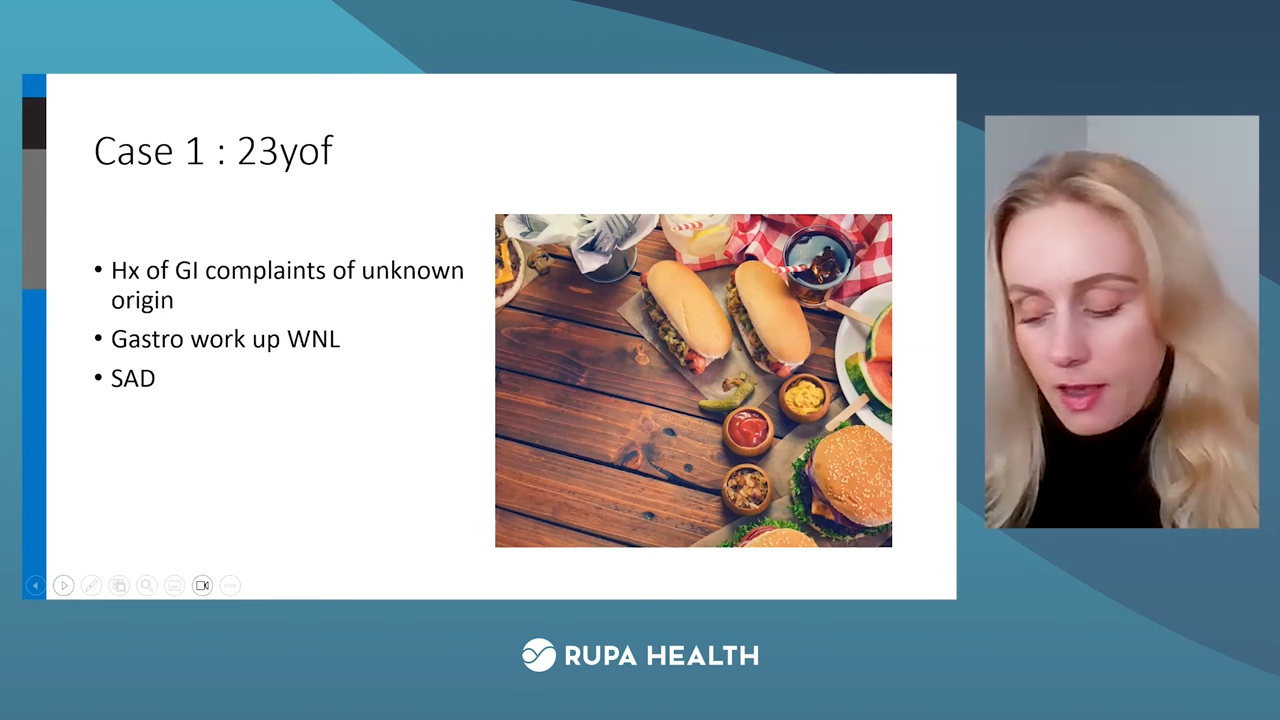 Case 1 : 23yof
• Hx of GI complaints of unknown
origin
• Gastro work up WNL
• SAD
RUPA HEALTH